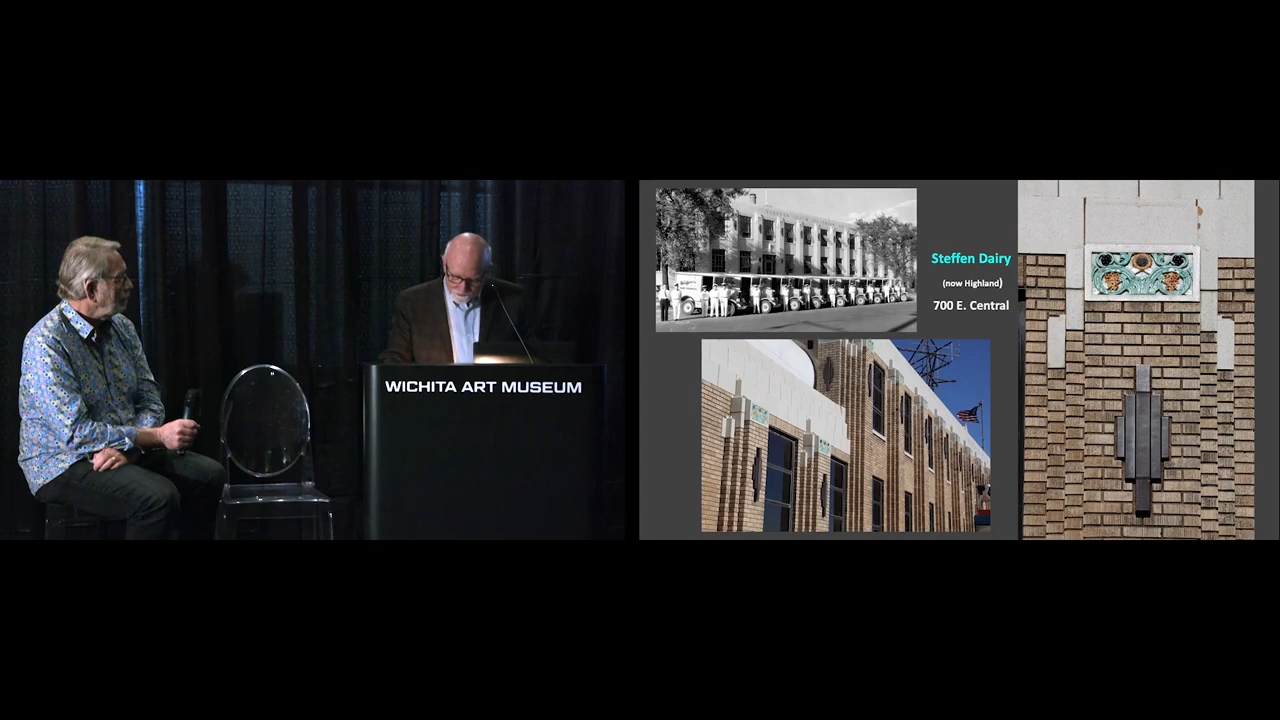 WICHITA ART MUSEUM
Steffen Dairy
(now Highland)
700 E. Central